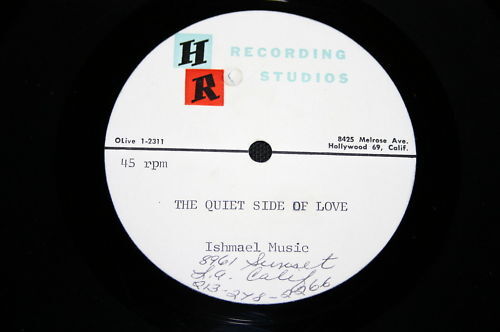 H RECORDING
R STUDIOS
OLive 1-2311
8425 Melrose Ave.
Hollywood 69, Calif.
45 rpm
THE QUIET SIDE OF LOVE
Ishmael Music
8961 Sunset
L.A. Calif
213-278-2266